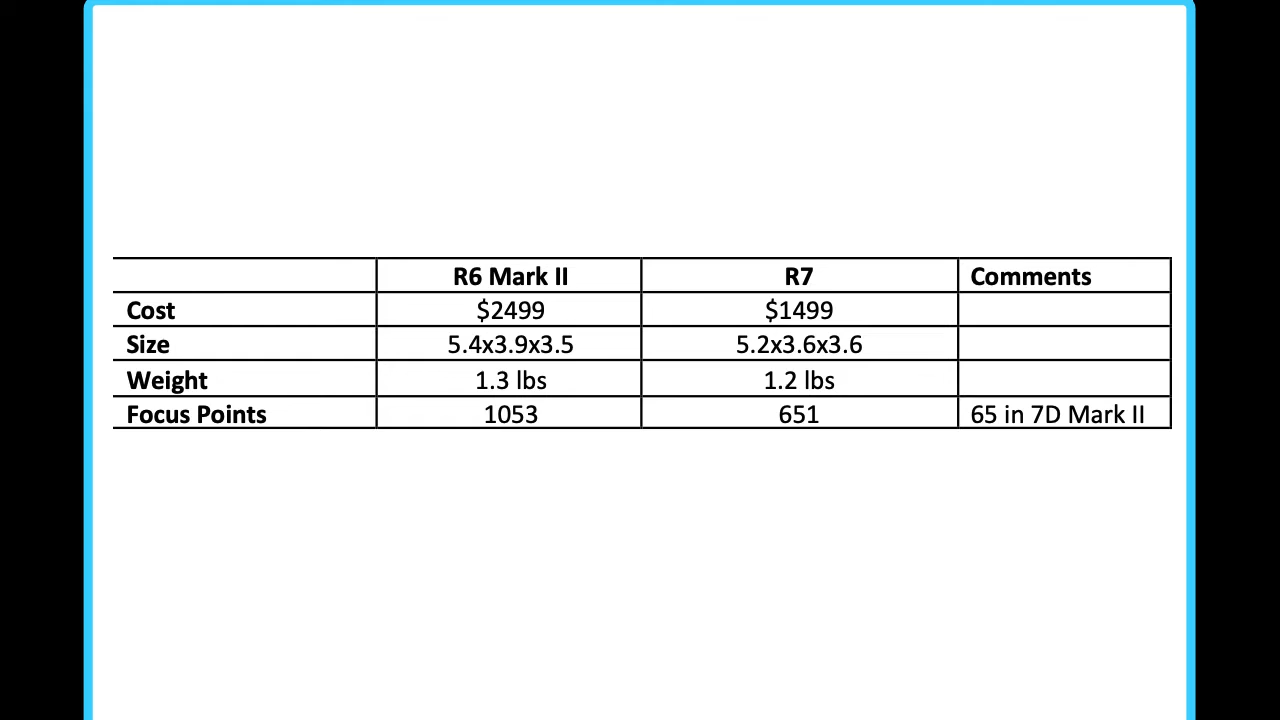 R6 Mark II R7 Comments
Cost $2499 $1499
Size 5.4x3.9x3.5 5.2x3.6x3.6
Weight 1.3 lbs 1.2 lbs
Focus Points 1053 651 65 in 7D Mark II